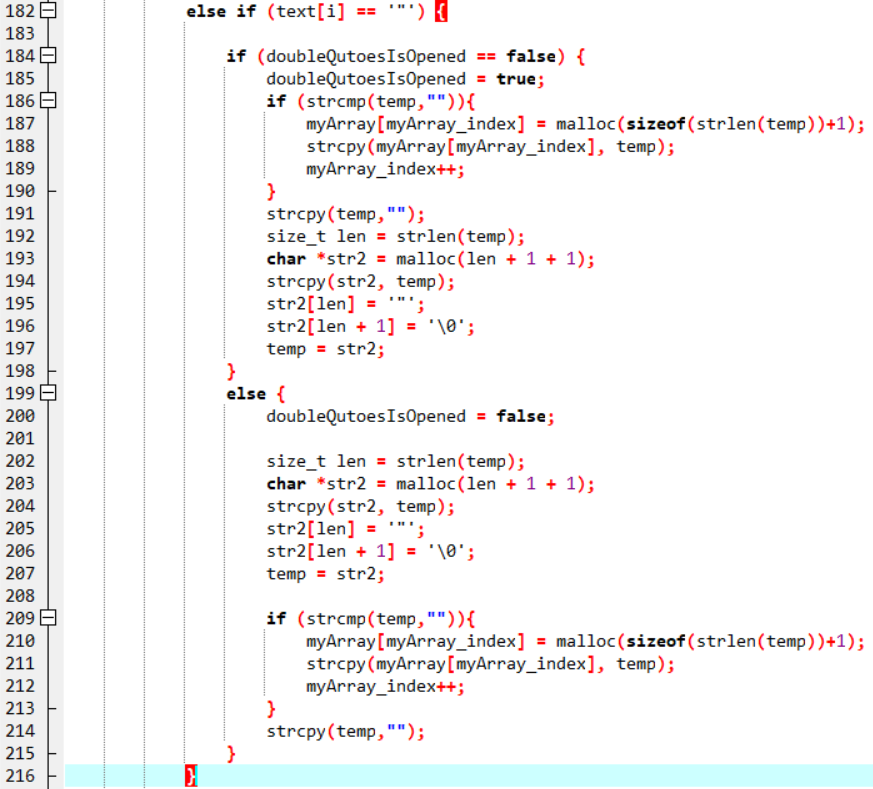 182 else if (text[i] == '"') {
183
184 if (doubleQutoesIsOpened == false) {
185 doubleQutoesIsOpened = true;
186 if (strcmp(temp,"")){
187 myArray[myArray_index] = malloc(sizeof(strlen(temp))+1);
188 strcpy(myArray[myArray_index], temp);
189 myArray_index++;
190 }
191 strcpy(temp,"");
192 size_t len = strlen(temp);
193 char *str2 = malloc(len + 1 + 1);
194 strcpy(str2, temp);
195 str2[len] = '"';
196 str2[len + 1] = '\0';
197 temp = str2;
198 }
199 else {
200 doubleQutoesIsOpened = false;
201
202 size_t len = strlen(temp);
203 char *str2 = malloc(len + 1 + 1);
204 strcpy(str2, temp);
205 str2[len] = '"';
206 str2[len + 1] = '\0';
207 temp = str2;
208
209 if (strcmp(temp,"")){
210 myArray[myArray_index] = malloc(sizeof(strlen(temp))+1);
211 strcpy(myArray[myArray_index], temp);
212 myArray_index++;
213 }
214 strcpy(temp,"");
215 }
216 }